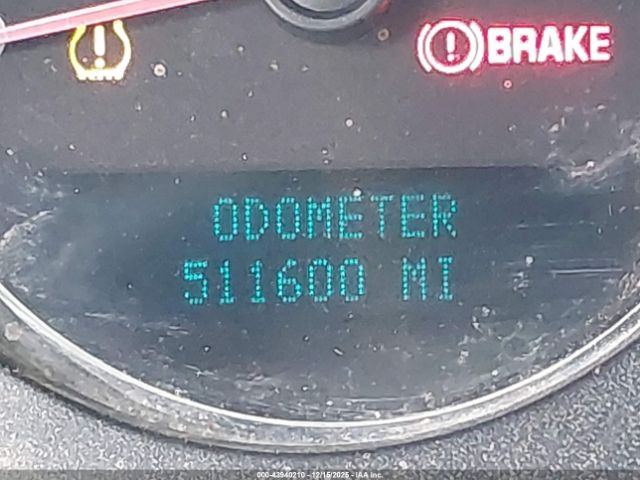 BRAKE
ODOMETER
511600 MI
000-43940210 - 12/15/2025 - IAA Inc.